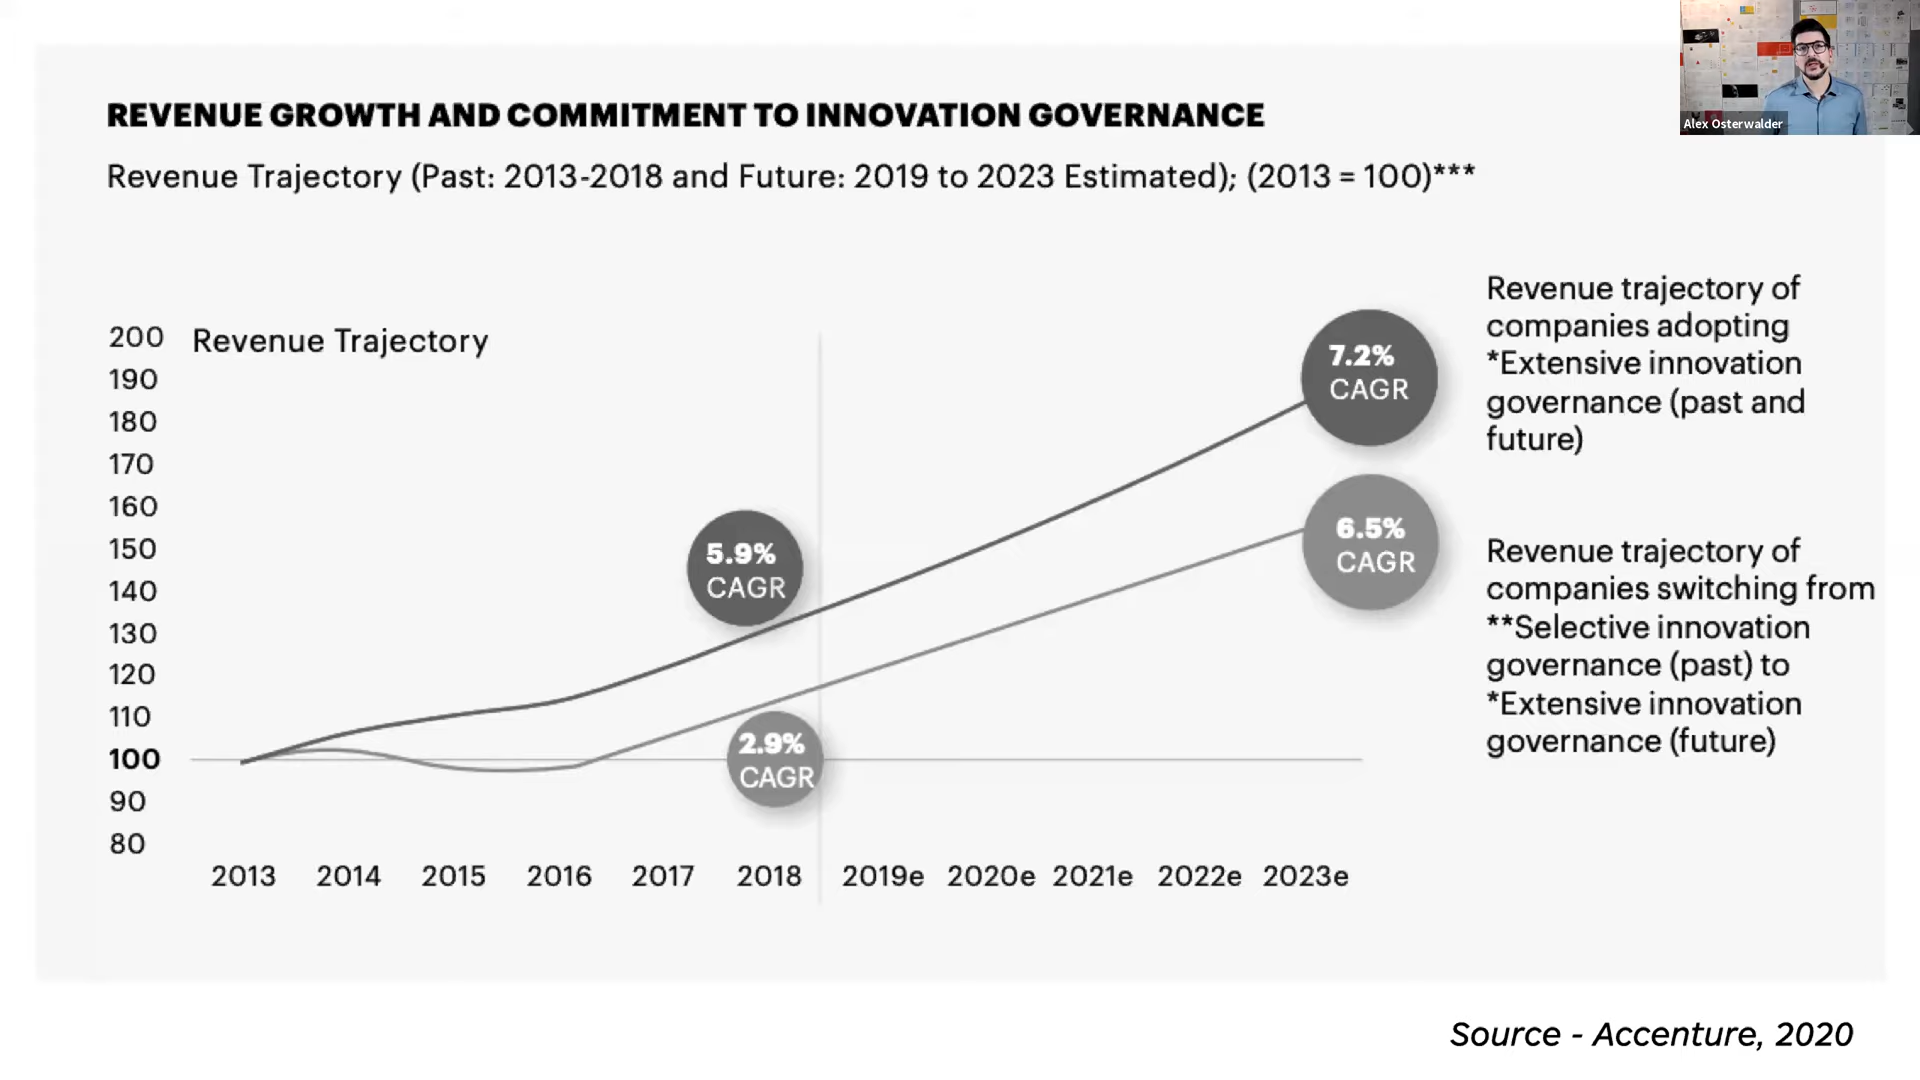 Alex Osterwalder
REVENUE GROWTH AND COMMITMENT TO INNOVATION GOVERNANCE
Revenue Trajectory (Past: 2013-2018 and Future: 2019 to 2023 Estimated); (2013 = 100)***
Revenue Trajectory
200
190
180
170
160
150
140
130
120
110
100
90
80
5.9%
CAGR
2.9%
CAGR
7.2%
CAGR
6.5%
CAGR
Revenue trajectory of
companies adopting
*Extensive innovation
governance (past and
future)
Revenue trajectory of
companies switching from
**Selective innovation
governance (past) to
*Extensive innovation
governance (future)
2013 2014 2015 2016 2017 2018 2019e 2020e 2021e 2022e 2023e
Source - Accenture, 2020